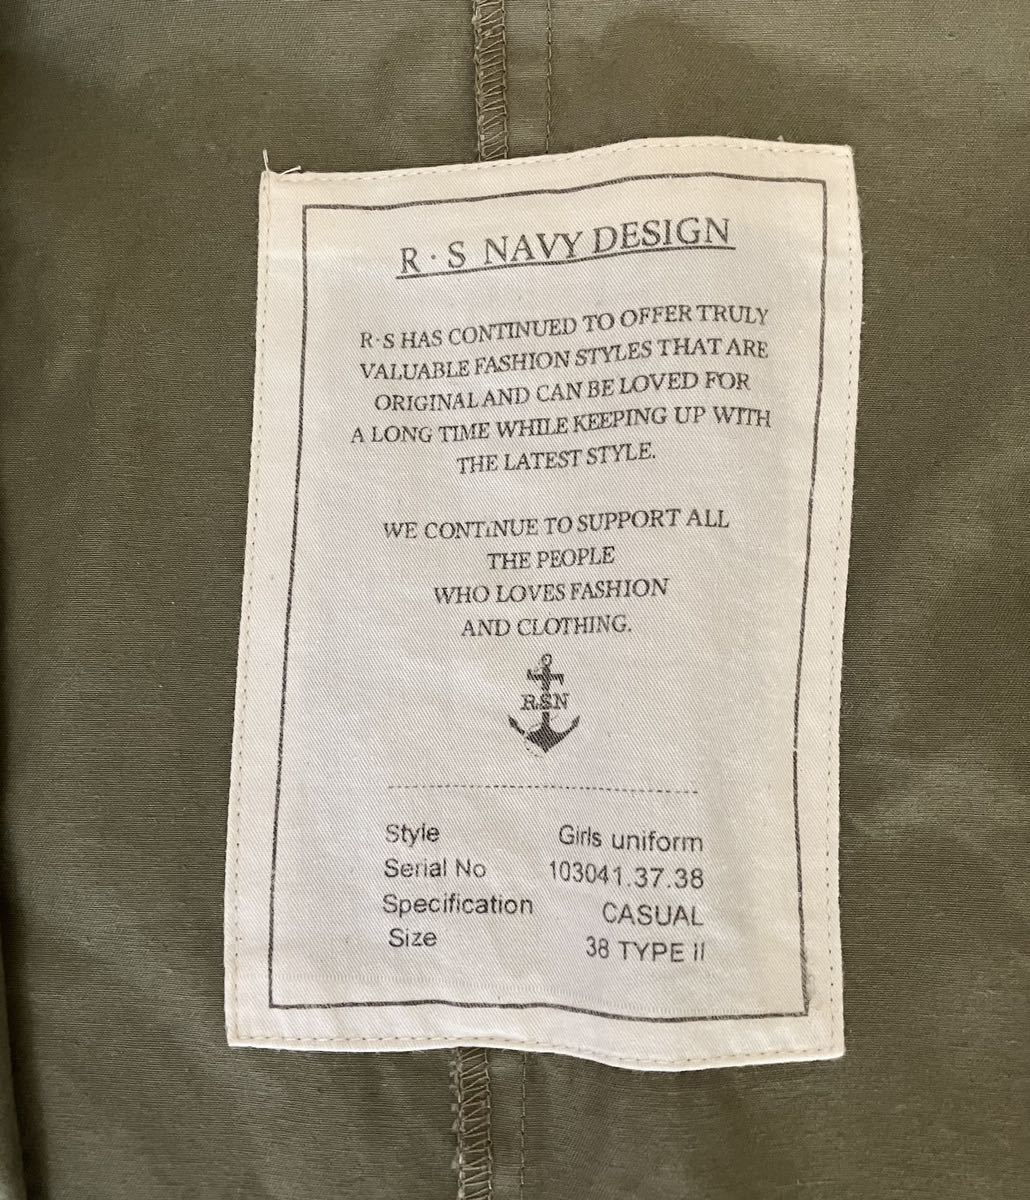 R·S NAVY DESIGN
R·S HAS CONTINUED TO OFFER TRULY
VALUABLE FASHION STYLES THAT ARE
ORIGINAL AND CAN BE LOVED FOR
A LONG TIME WHILE KEEPING UP WITH
THE LATEST STYLE.
WE CONTINUE TO SUPPORT ALL
THE PEOPLE
WHO LOVES FASHION
AND CLOTHING.
RSN
Style Girls uniform
Serial No 103041.37.38
Specification CASUAL
Size 38 TYPE II